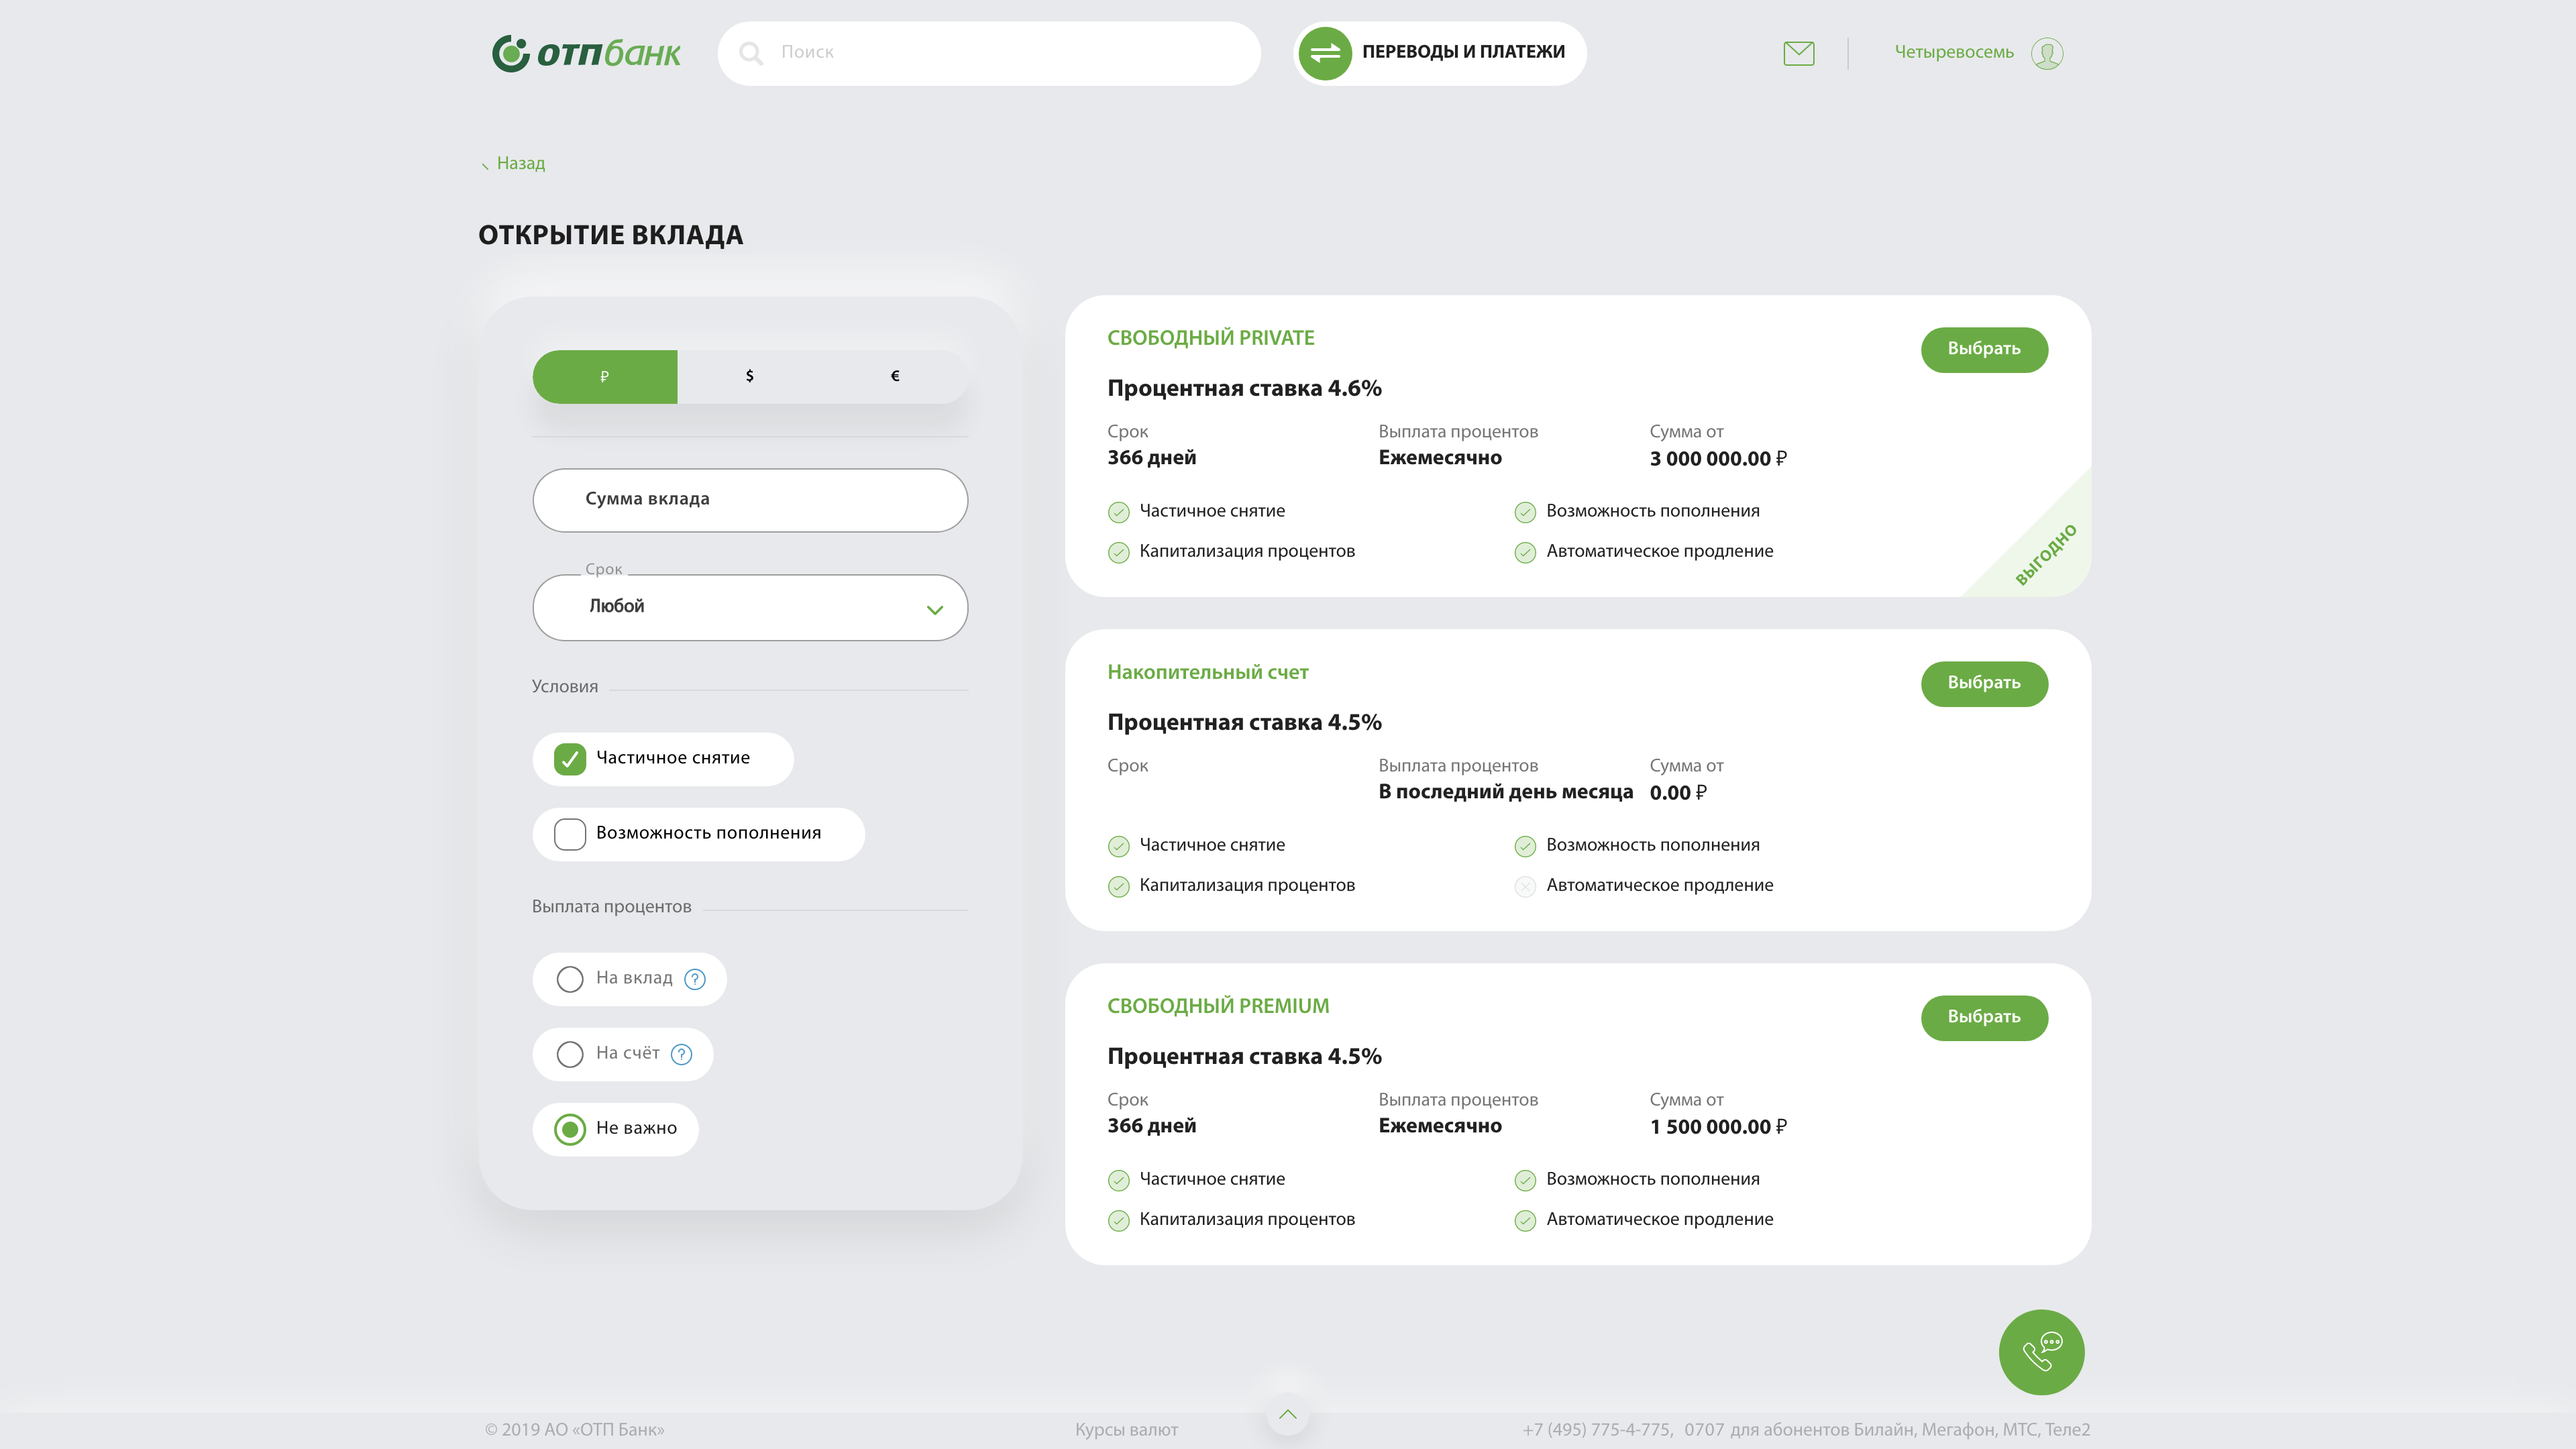 отпбанк
Поиск
ПЕРЕВОДЫ И ПЛАТЕЖИ
Четыревосемь
Назад
ОТКРЫТИЕ ВКЛАДА
₽ $ €
Сумма вклада
Срок
Любой
Условия
Частичное снятие
Возможность пополнения
Выплата процентов
На вклад ?
На счёт ?
Не важно
СВОБОДНЫЙ PRIVATE
Выбрать
Процентная ставка 4.6%
Срок Выплата процентов Сумма от
366 дней Ежемесячно 3 000 000.00 ₽
Частичное снятие Возможность пополнения
Капитализация процентов Автоматическое продление
ВЫГОДНО
Накопительный счет
Выбрать
Процентная ставка 4.5%
Срок Выплата процентов Сумма от
В последний день месяца 0.00 ₽
Частичное снятие Возможность пополнения
Капитализация процентов Автоматическое продление
СВОБОДНЫЙ PREMIUM
Выбрать
Процентная ставка 4.5%
Срок Выплата процентов Сумма от
366 дней Ежемесячно 1 500 000.00 ₽
Частичное снятие Возможность пополнения
Капитализация процентов Автоматическое продление
© 2019 АО «ОТП Банк» Курсы валют +7 (495) 775-4-775, 0707 для абонентов Билайн, Мегафон, МТС, Теле2